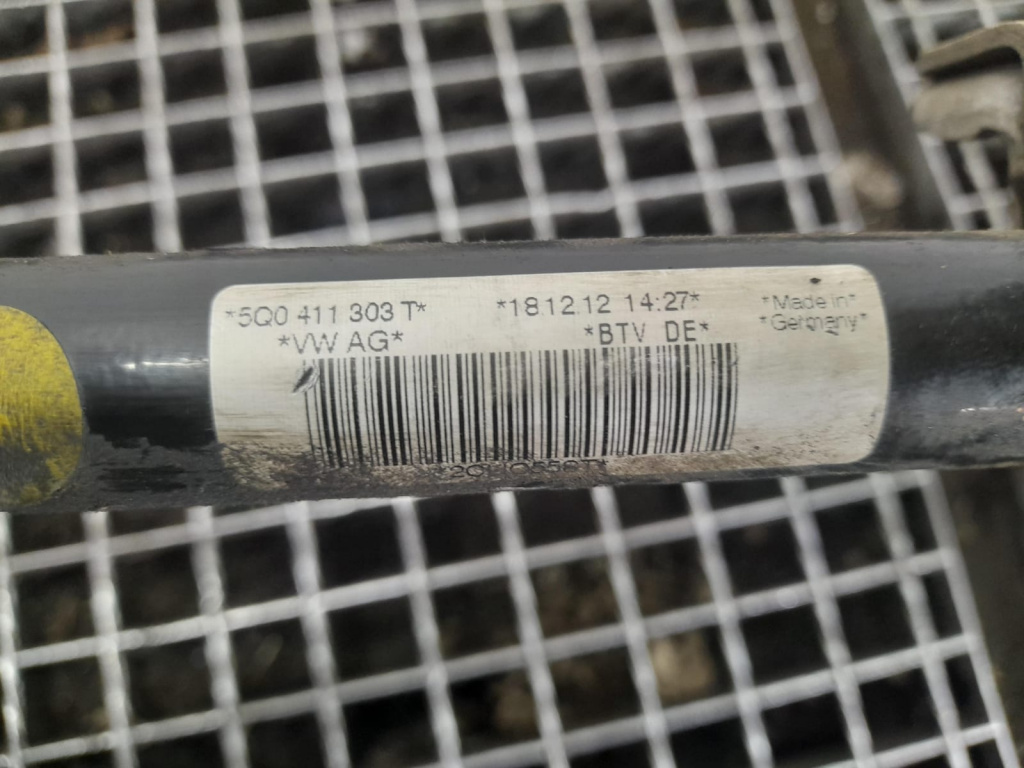 *5Q0 411 303 T* *18.12.12 14:27* *Made in*
*VW AG* *BTV DE* *Germany*